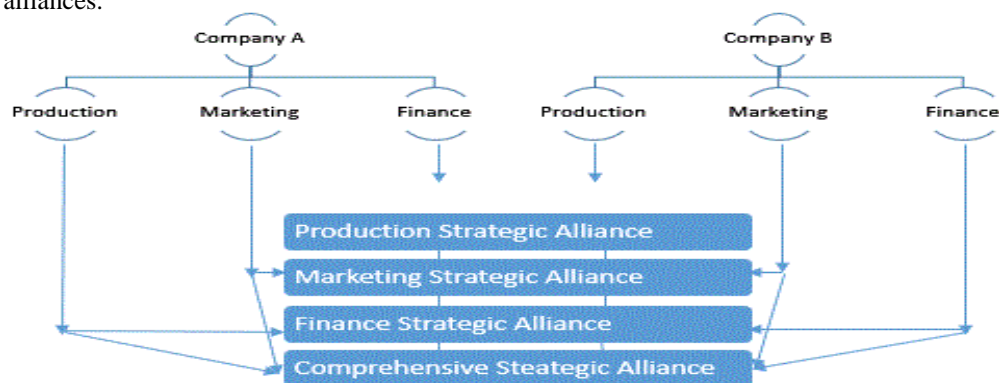 alliances.
Company A Company B
Production Marketing Finance Production Marketing Finance
Production Strategic Alliance
Marketing Strategic Alliance
Finance Strategic Alliance
Comprehensive Steategic Alliance